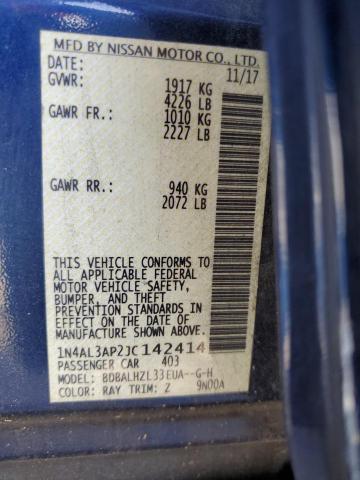 MFD BY NISSAN MOTOR CO., LTD.
DATE: 11/17
GVWR: 1917 KG
4226 LB
GAWR FR.: 1010 KG
2227 LB
GAWR RR.: 940 KG
2072 LB
THIS VEHICLE CONFORMS TO
ALL APPLICABLE FEDERAL
MOTOR VEHICLE SAFETY,
BUMPER, AND THEFT
PREVENTION STANDARDS
IN EFFECT ON THE DATE OF
MANUFACTURE SHOWN ABOVE.
1N4AL3AP2JC142414
PASSENGER CAR 403
MODEL: BDBALHZL33EUA--G-H
COLOR: RAY TRIM: Z 9N00A